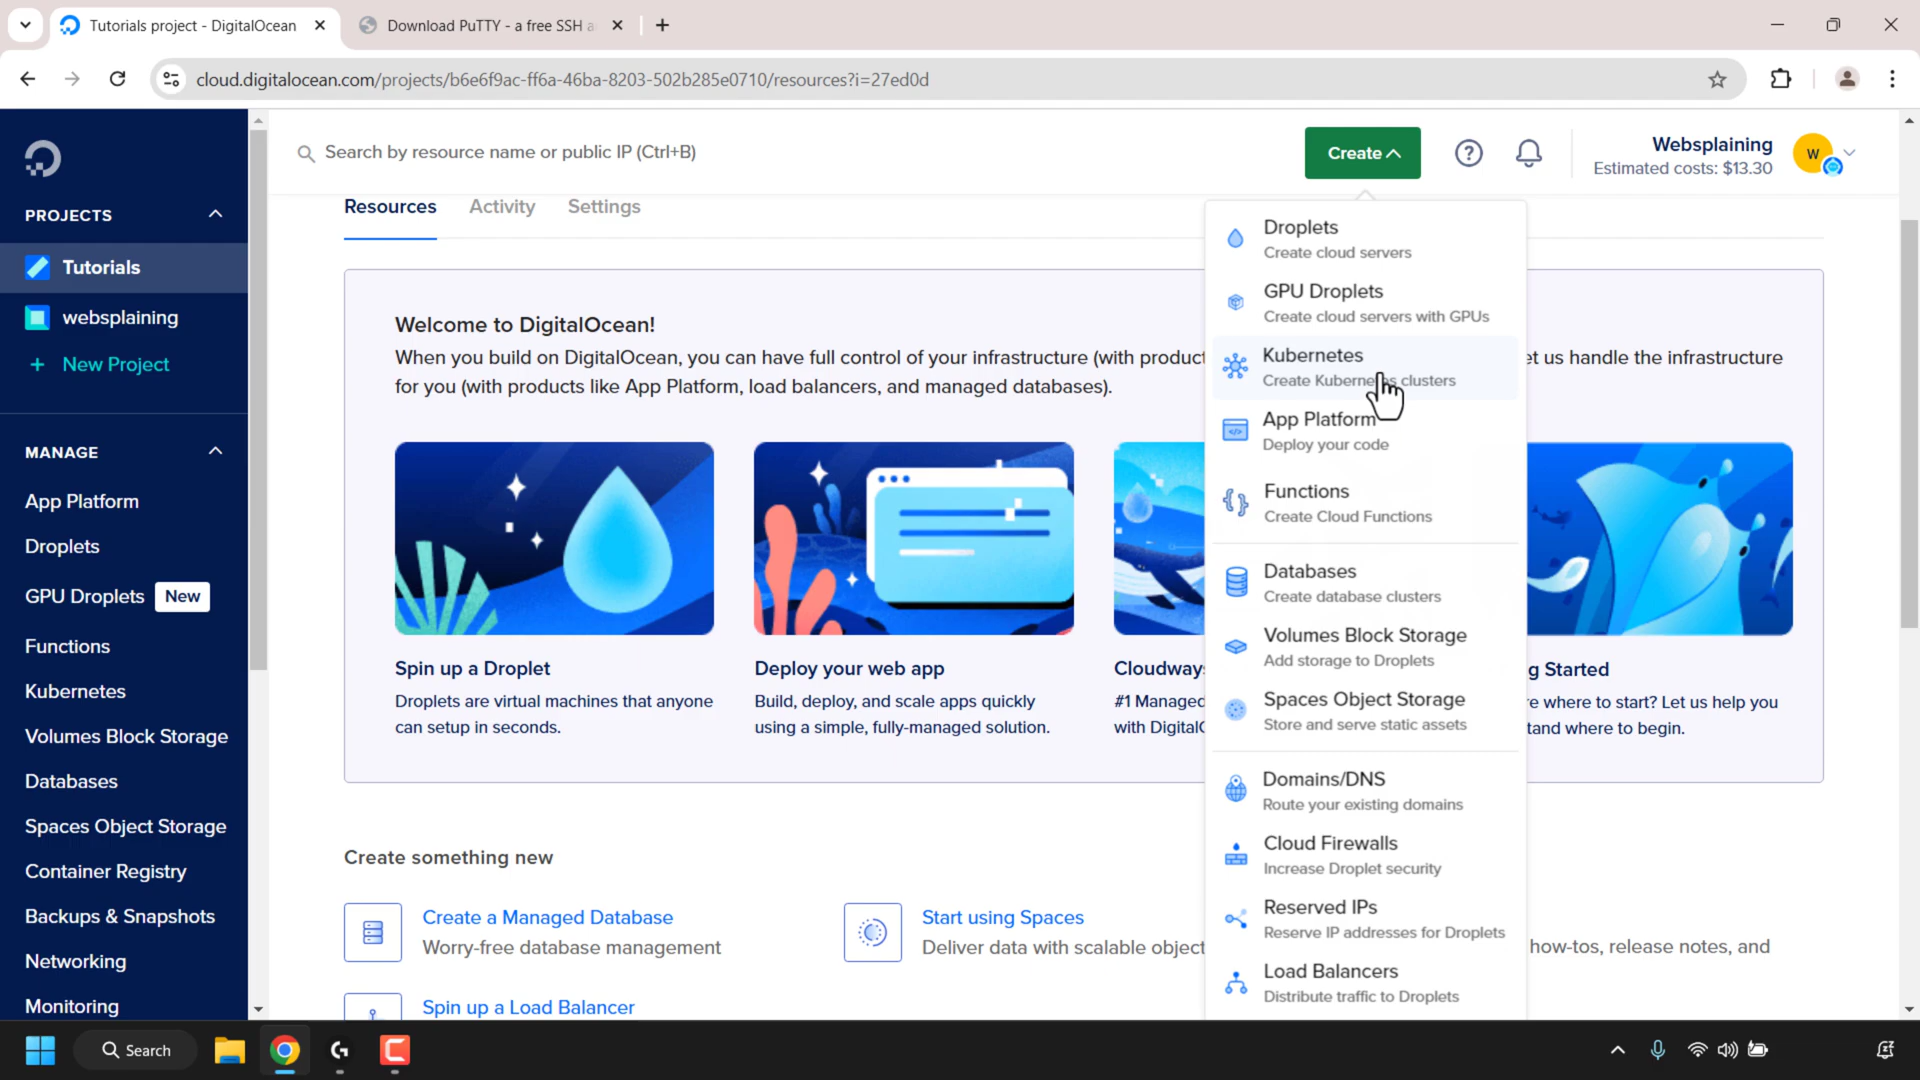 Tutorials project - DigitalOcean
Download PuTTY - a free SSH a
cloud.digitalocean.com/projects/b6e6f9ac-ff6a-46ba-8203-502b285e0710/resources?i=27ed0d
Search by resource name or public IP (Ctrl+B)
Create
Websplaining
Estimated costs: $13.30
W
PROJECTS
Tutorials
websplaining
+ New Project
MANAGE
App Platform
Droplets
GPU Droplets New
Functions
Kubernetes
Volumes Block Storage
Databases
Spaces Object Storage
Container Registry
Backups & Snapshots
Networking
Monitoring
Resources Activity Settings
Welcome to DigitalOcean!
When you build on DigitalOcean, you can have full control of your infrastructure (with product
et us handle the infrastructure
for you (with products like App Platform, load balancers, and managed databases).
Spin up a Droplet
Droplets are virtual machines that anyone
can setup in seconds.
Deploy your web app
Build, deploy, and scale apps quickly
using a simple, fully-managed solution.
Cloudways
#1 Managed
with DigitalO
g Started
e where to start? Let us help you
tand where to begin.
Create something new
Create a Managed Database
Worry-free database management
Start using Spaces
Deliver data with scalable object
how-tos, release notes, and
Spin up a Load Balancer
Droplets
Create cloud servers
GPU Droplets
Create cloud servers with GPUs
Kubernetes
Create Kubernetes clusters
App Platform
Deploy your code
Functions
Create Cloud Functions
Databases
Create database clusters
Volumes Block Storage
Add storage to Droplets
Spaces Object Storage
Store and serve static assets
Domains/DNS
Route your existing domains
Cloud Firewalls
Increase Droplet security
Reserved IPs
Reserve IP addresses for Droplets
Load Balancers
Distribute traffic to Droplets
Search